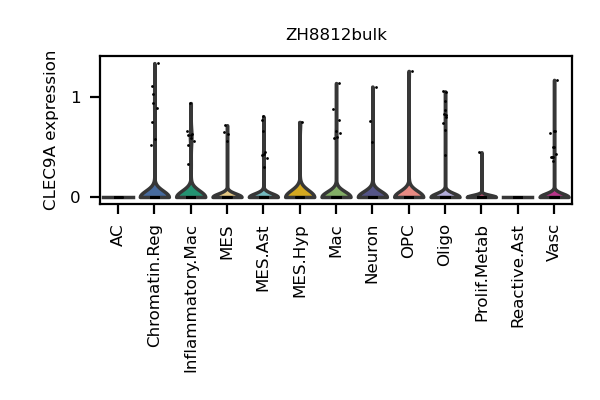 ZH8812bulk
CLEC9A expression
1
0
AC
Chromatin.Reg
Inflammatory.Mac
MES
MES.Ast
MES.Hyp
Mac
Neuron
OPC
Oligo
Prolif.Metab
Reactive.Ast
Vasc